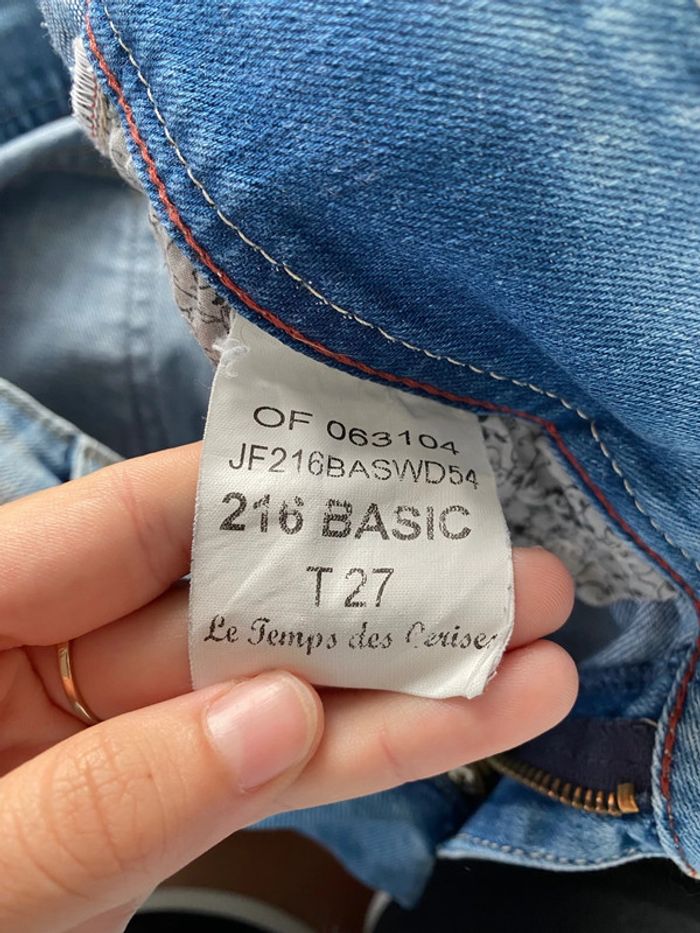 OF 063104
JF216BASWD54
216 BASIC
T 27
Le Temps des Cerises